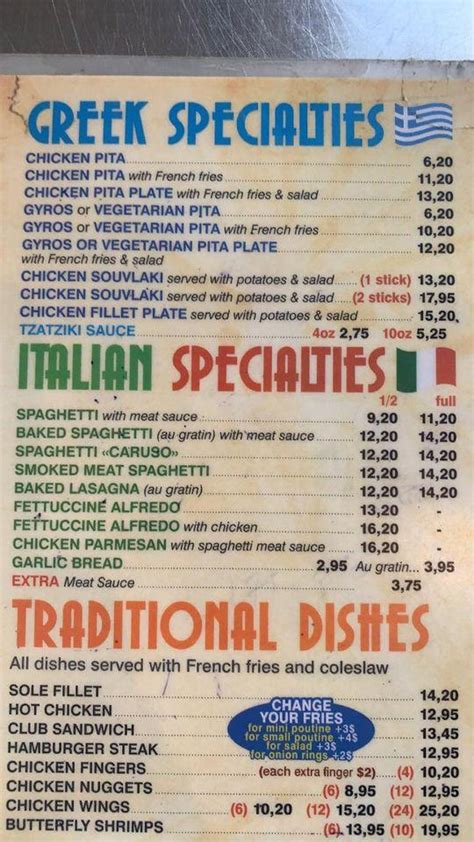 GREEK SPECIALTIES
CHICKEN PITA 6,20
CHICKEN PITA with French fries 11,20
CHICKEN PITA PLATE with French fries & salad 13,20
GYROS or VEGETARIAN PITA 6,20
GYROS or VEGETARIAN PITA with French fries 10,20
GYROS OR VEGETARIAN PITA PLATE 12,20
with French fries & salad
CHICKEN SOUVLAKI served with potatoes & salad (1 stick) 13,20
CHICKEN SOUVLAKI served with potatoes & salad (2 sticks) 17,95
CHICKEN FILLET PLATE served with potatoes & salad 15,20
TZATZIKI SAUCE 4oz 2,75 10oz 5,25
ITALIAN SPECIALTIES
1/2 full
SPAGHETTI with meat sauce 9,20 11,20
BAKED SPAGHETTI (au gratin) with meat sauce 12,20 14,20
SPAGHETTI «CARUSO» 12,20 14,20
SMOKED MEAT SPAGHETTI 12,20 14,20
BAKED LASAGNA (au gratin) 12,20 14,20
FETTUCCINE ALFREDO 13,20 -
FETTUCCINE ALFREDO with chicken 16,20 -
CHICKEN PARMESAN with spaghetti meat sauce 16,20 -
GARLIC BREAD 2,95 Au gratin... 3,95
EXTRA Meat Sauce 3,75
TRADITIONAL DISHES
All dishes served with French fries and coleslaw
SOLE FILLET 14,20
HOT CHICKEN 12,95
CLUB SANDWICH 13,45
HAMBURGER STEAK 12,95
CHANGE
YOUR FRIES
for mini poutine +3$
for small poutine +4$
for salad +3$
for onion rings +2$
CHICKEN FINGERS (each extra finger $2) (4) 10,20
CHICKEN NUGGETS (6) 8,95 (12) 12,95
CHICKEN WINGS (6) 10,20 (12) 15,20 (24) 25,20
BUTTERFLY SHRIMPS (6) 13,95 (10) 19,95